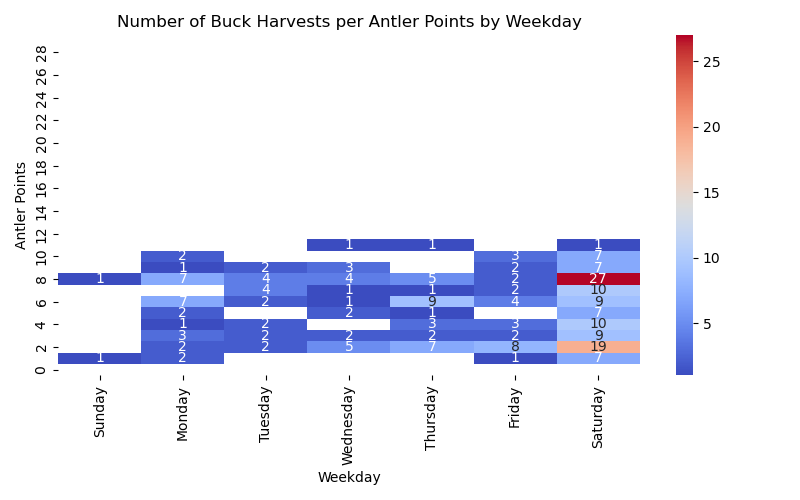 Number of Buck Harvests per Antler Points by Weekday
Antler Points
28
26
24
22
20
18
16
14
12
1 1 1
10 2 3 7
1 2 3 2 7
8 1 7 4 4 5 2 27
4 1 1 2 10
6 7 2 1 9 4 9
2 2 1 7
4 1 2 3 3 10
3 2 2 2 2 9
2 2 2 5 7 8 19
1 2 1 7
0
Sunday Monday Tuesday Wednesday Thursday Friday Saturday
Weekday
25
20
15
10
5